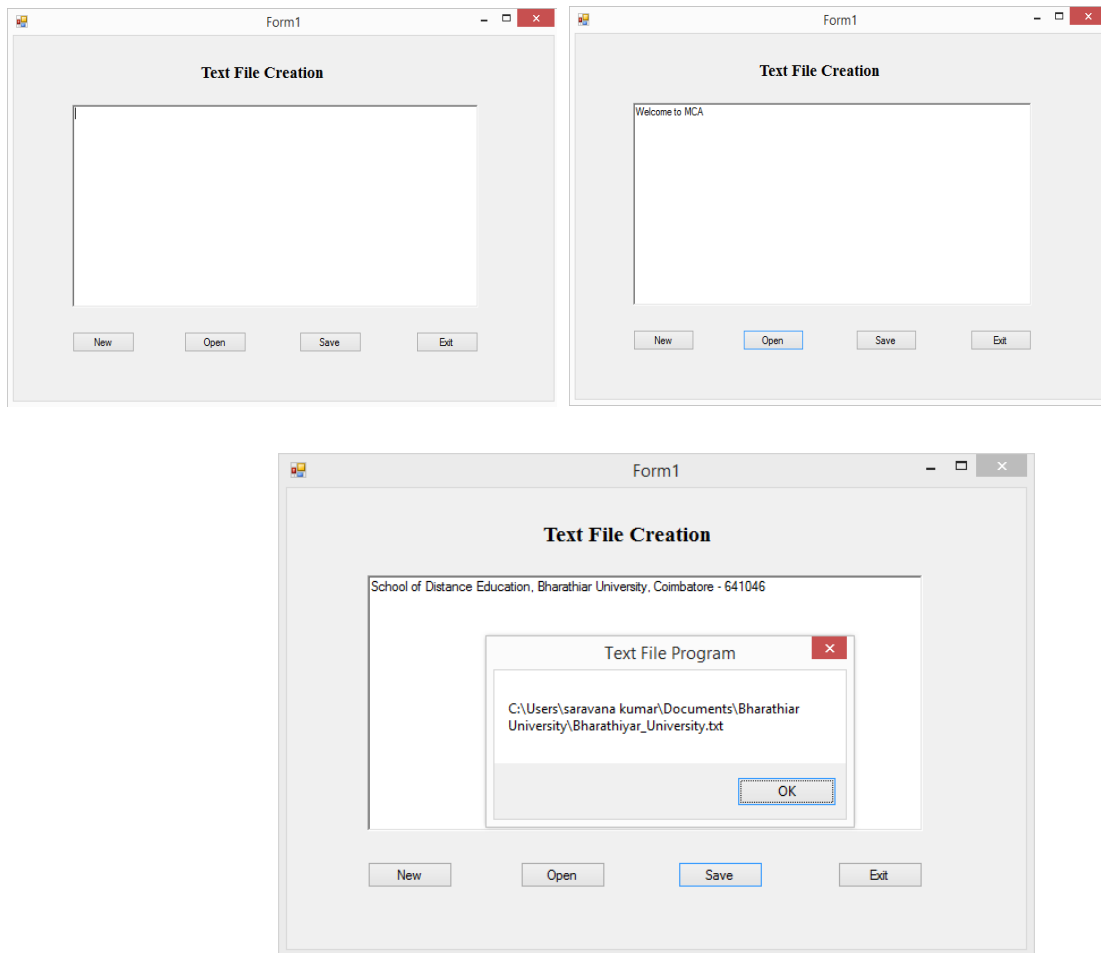 Form1
Text File Creation
New Open Save Exit
Form1
Text File Creation
Welcome to MCA
New Open Save Exit
Form1
Text File Creation
School of Distance Education, Bharathiar University, Coimbatore - 641046
Text File Program
C:\Users\saravana kumar\Documents\Bharathiar
University\Bharathiyar_University.txt
OK
New Open Save Exit